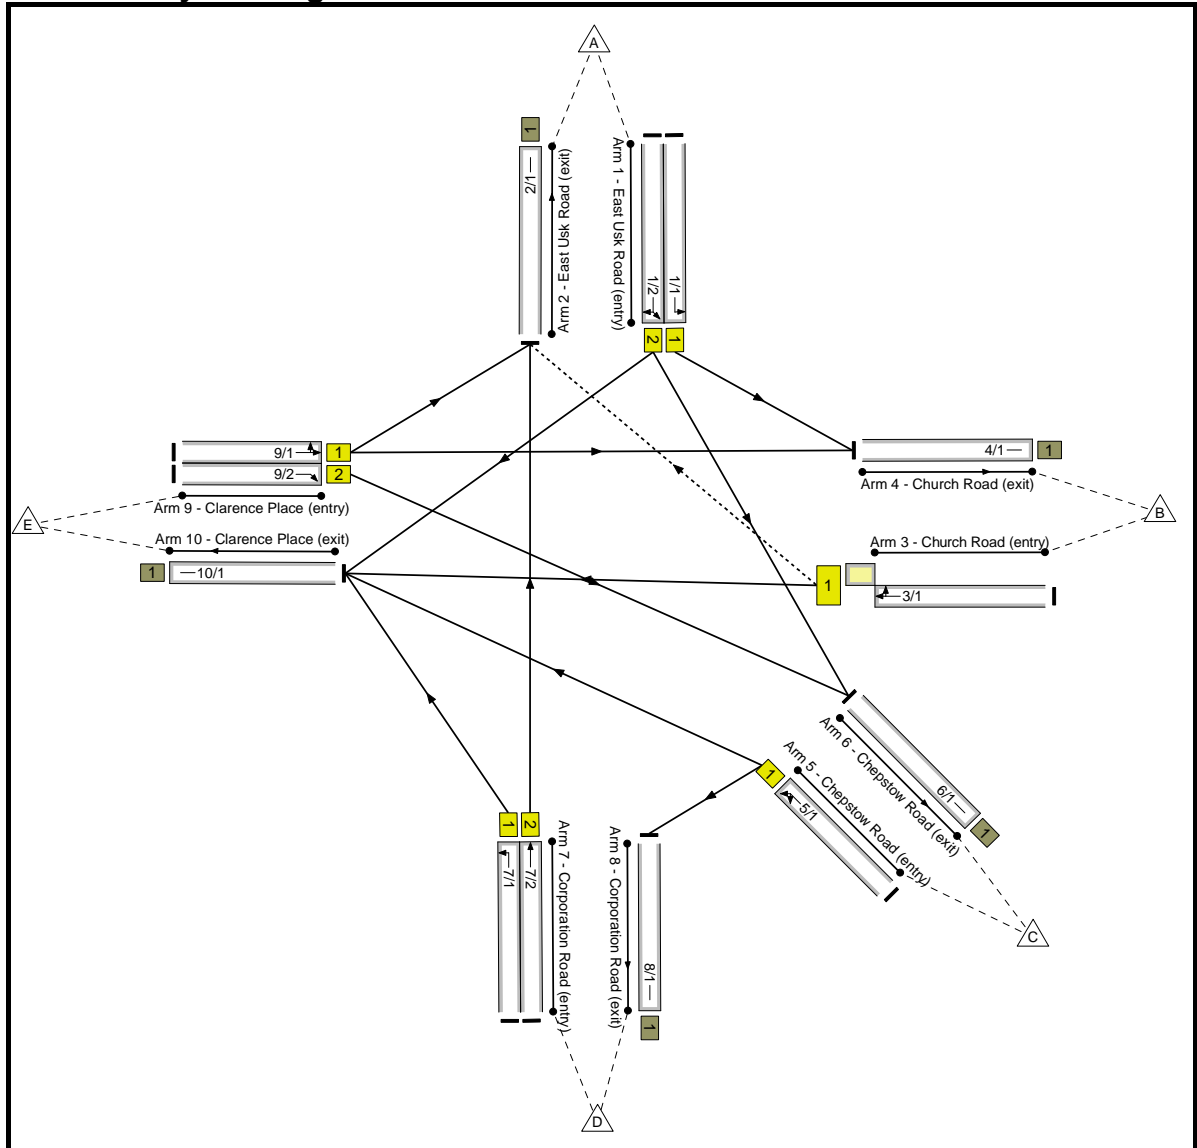 A
1
2/1
Arm 2 - East Usk Road (exit)
Arm 1 - East Usk Road (entry)
1/2
1/1
2
1
9/1
1
9/2
2
Arm 9 - Clarence Place (entry)
E
Arm 10 - Clarence Place (exit)
1
10/1
4/1
1
Arm 4 - Church Road (exit)
B
Arm 3 - Church Road (entry)
1
3/1
Arm 6 - Chepstow Road (exit)
6/1
1
Arm 5 - Chepstow Road (entry)
1
5/1
C
1
2
7/1
7/2
Arm 7 - Corporation Road (entry)
Arm 8 - Corporation Road (exit)
8/1
1
D